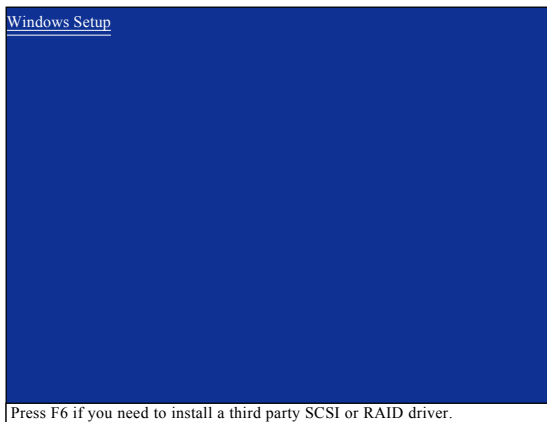 Windows Setup
Press F6 if you need to install a third party SCSI or RAID driver.